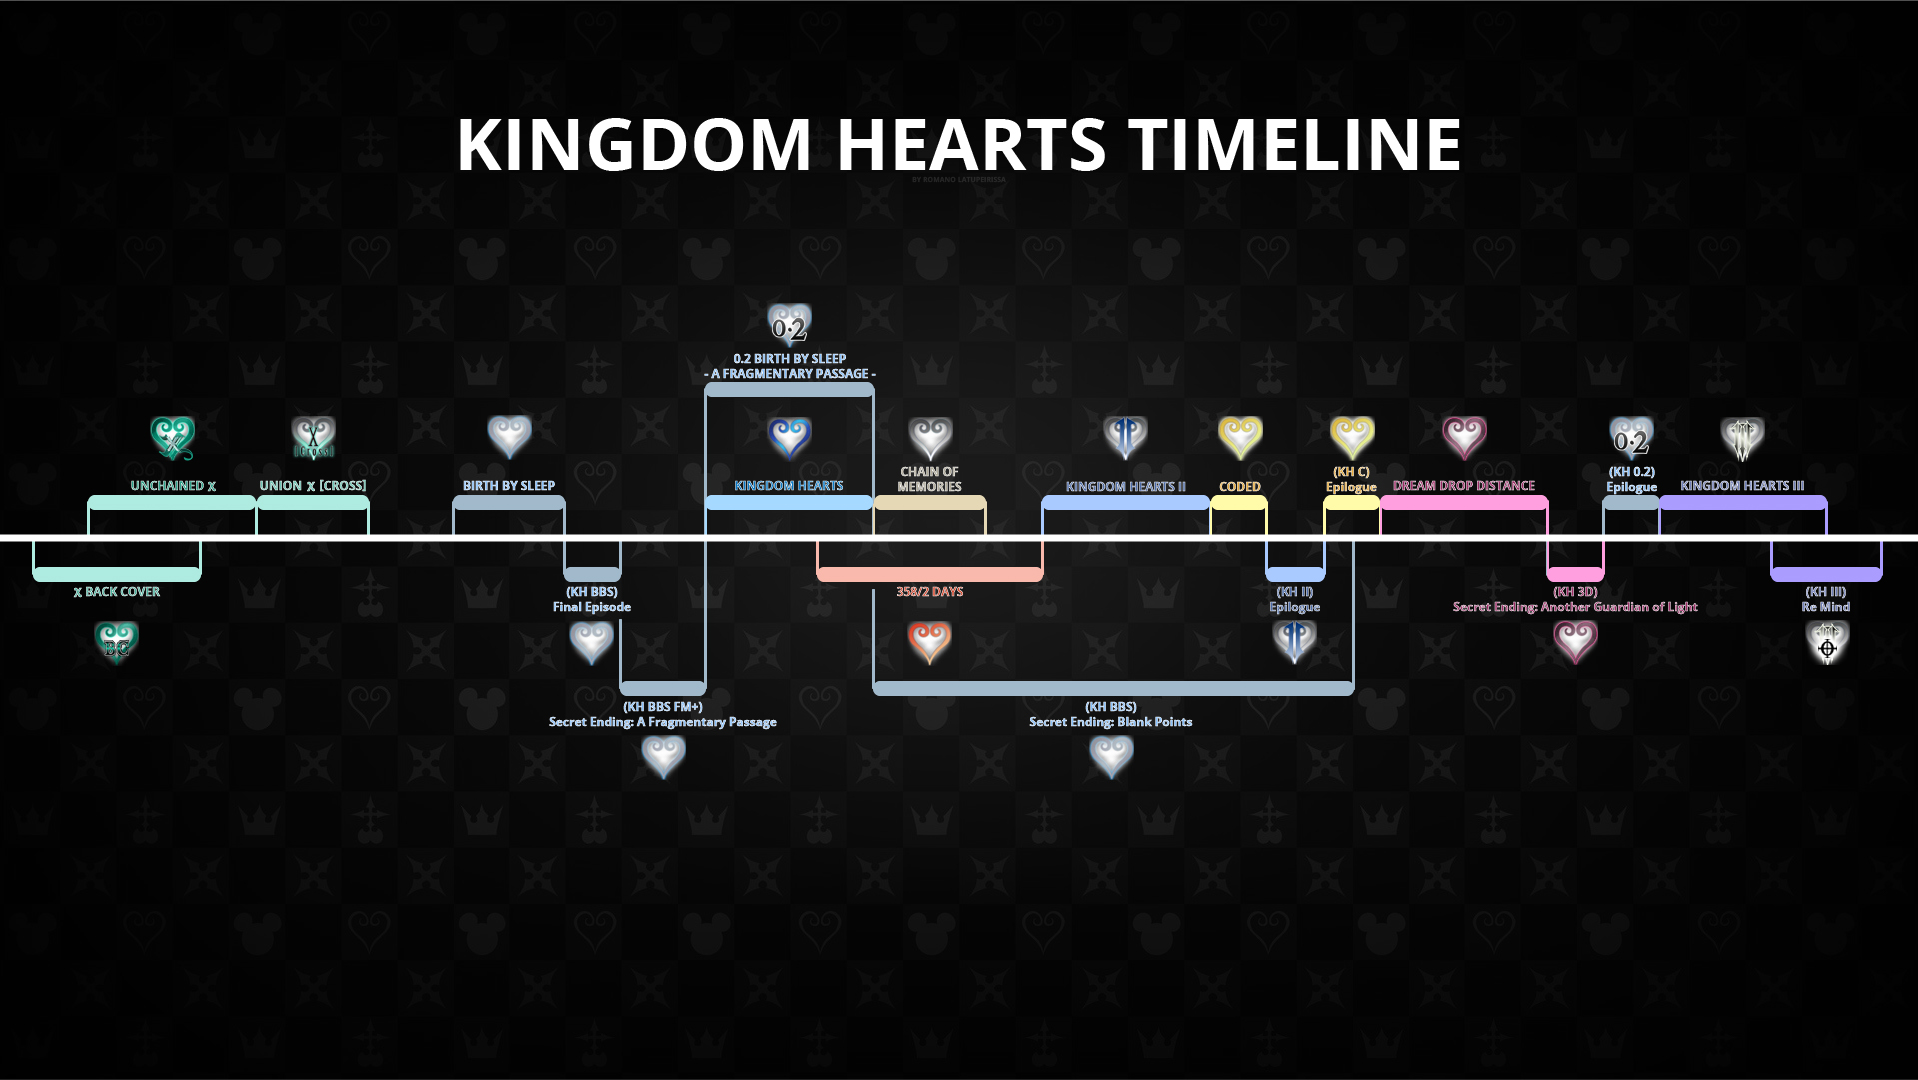 KINGDOM HEARTS TIMELINE
BY ROMANO LATUPEIRISSA
0.2
0.2 BIRTH BY SLEEP
- A FRAGMENTARY PASSAGE -
UNCHAINED χ
UNION χ [CROSS]
BIRTH BY SLEEP
KINGDOM HEARTS
CHAIN OF
MEMORIES
KINGDOM HEARTS II
CODED
(KH C)
Epilogue
DREAM DROP DISTANCE
0.2
(KH 0.2)
Epilogue
KINGDOM HEARTS III
χ BACK COVER
BC
(KH BBS)
Final Episode
358/2 DAYS
(KH II)
Epilogue
(KH 3D)
Secret Ending: Another Guardian of Light
(KH III)
Re Mind
(KH BBS FM+)
Secret Ending: A Fragmentary Passage
(KH BBS)
Secret Ending: Blank Points